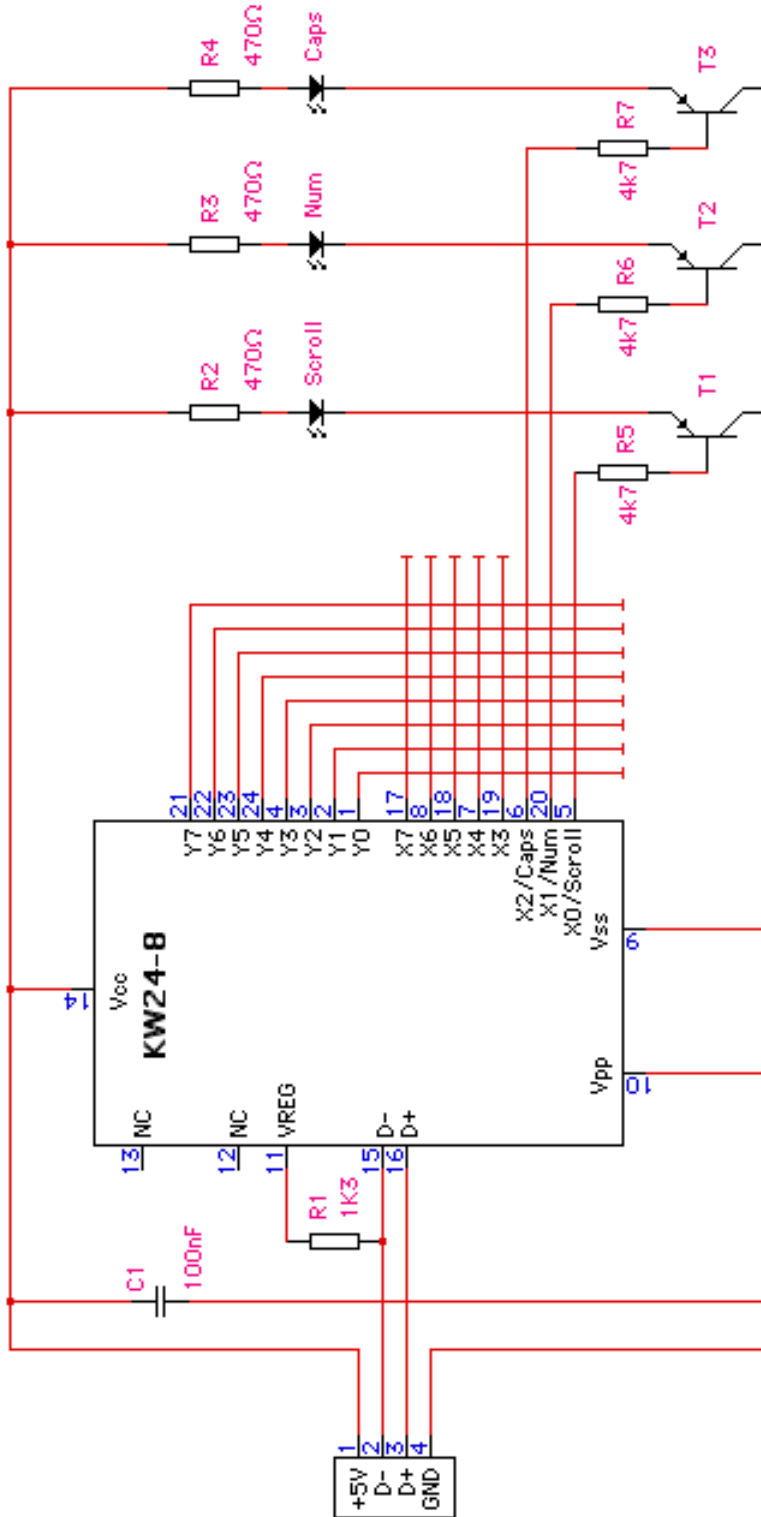 R4
470Ω
Caps
R3
470Ω
Num
R2
470Ω
Scroll
T3
R7
4k7
T2
R6
4k7
T1
R5
4k7
21
22
23
24
4
3
2
1
17
8
18
7
19
6
20
5
Y7
Y6
Y5
Y4
Y3
Y2
Y1
Y0
X7
X6
X5
X4
X3
X2/Caps
X1/Num
X0/Scroll
14
Vcc
KW24-B
Vss
9
Vpp
10
13
NC
12
NC
11
VREG
15
D-
16
D+
R1
1K3
C1
100nF
1
2
3
4
+5V
D-
D+
GND